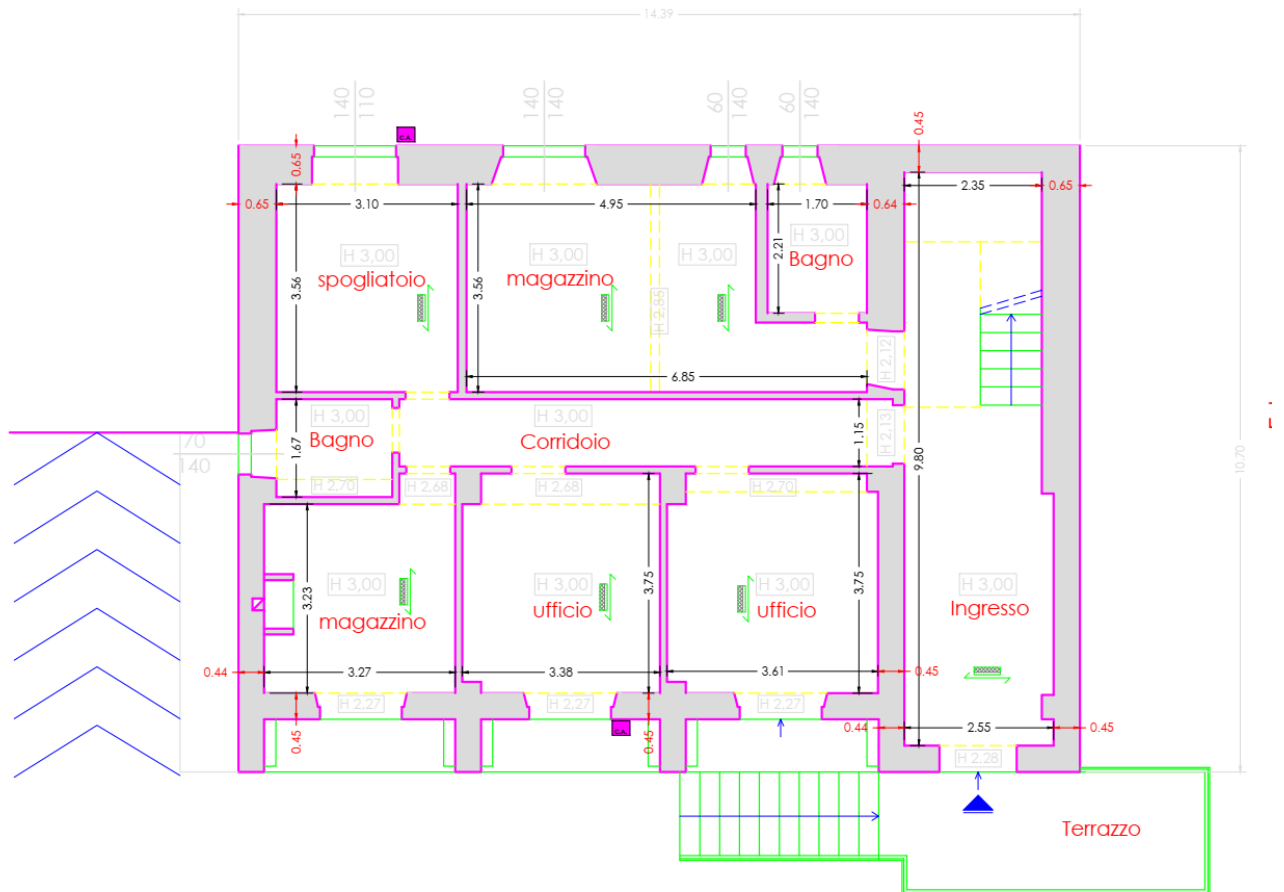 14.39
140
110
140
140
60
140
60
140
C.A.
0.65
0.45
0.65
3.10
4.95
1.70
0.64
2.35
0.65
H 3,00
H 3,00
H 3,00
H 3,00
2.21
Bagno
spogliatoio
magazzino
3.56
3.56
H 2,85
H 2,12
6.85
10.70
H 3,00
H 3,00
Bagno
Corridoio
1.67
1.15
H 2,13
9.80
70
140
H 2,70
H 2,68
H 2,68
H 2,70
H 3,00
H 3,00
H 3,00
H 3,00
3.23
3.75
3.75
magazzino
ufficio
ufficio
Ingresso
0.44
3.27
3.38
3.61
0.45
H 2,27
H 2,27
H 2,27
0.45
C.A.
0.45
0.44
2.55
0.45
H 2,28
Terrazzo